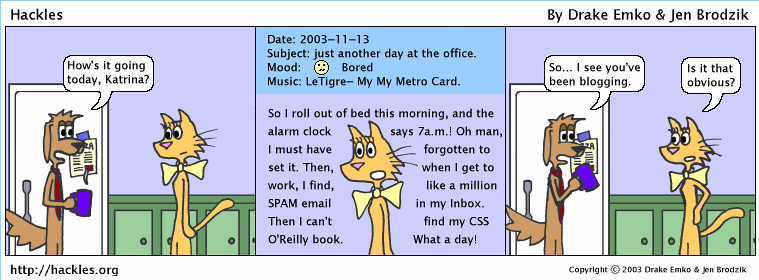 Hackles
By Drake Emko & Jen Brodzik
How's it going
today, Katrina?
Date: 2003-11-13
Subject: just another day at the office.
Mood: Bored
Music: LeTigre- My My Metro Card.
So I roll out of bed this morning, and the
alarm clock says 7a.m.! Oh man,
I must have forgotten to
set it. Then, when I get to
work, I find, like a million
SPAM email in my Inbox.
Then I can't find my CSS
O'Reilly book. What a day!
So... I see you've
been blogging.
Is it that
obvious?
http://hackles.org
Copyright © 2003 Drake Emko & Jen Brodzik